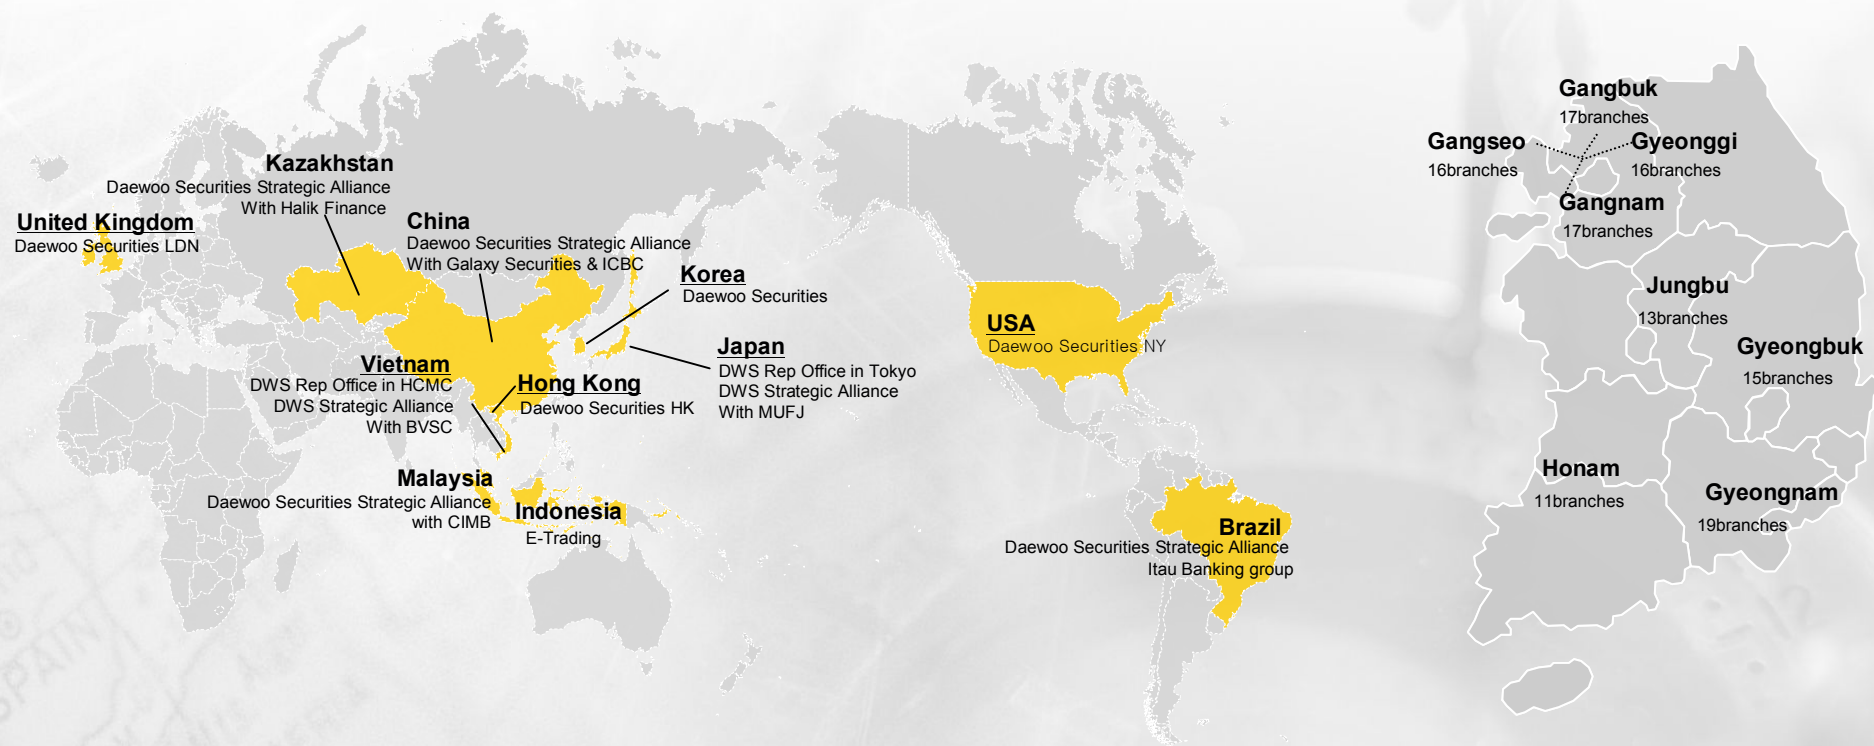 Kazakhstan
Daewoo Securities Strategic Alliance
With Halik Finance
United Kingdom
Daewoo Securities LDN
China
Daewoo Securities Strategic Alliance
With Galaxy Securities & ICBC
Korea
Daewoo Securities
Japan
DWS Rep Office in Tokyo
DWS Strategic Alliance
With MUFJ
Vietnam
DWS Rep Office in HCMC
DWS Strategic Alliance
With BVSC
Hong Kong
Daewoo Securities HK
Malaysia
Daewoo Securities Strategic Alliance
with CIMB
Indonesia
E-Trading
USA
Daewoo Securities NY
Brazil
Daewoo Securities Strategic Alliance
Itau Banking group
Gangbuk
17branches
Gangseo
16branches
Gyeonggi
16branches
Gangnam
17branches
Jungbu
13branches
Gyeongbuk
15branches
Honam
11branches
Gyeongnam
19branches
SPAIN